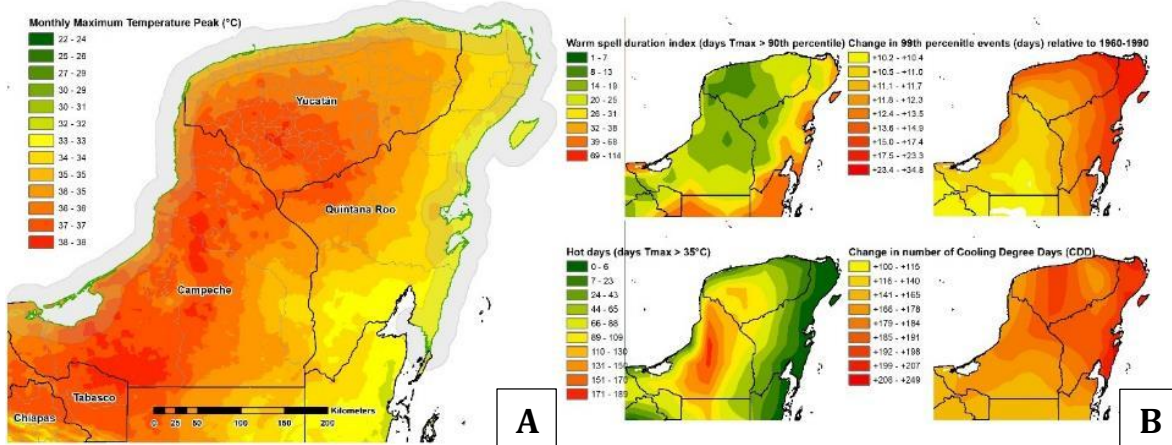 Monthly Maximum Temperature Peak (°C)
22 - 24
25 - 26
27 - 29
30 - 29
30 - 31
32 - 32
33 - 33
34 - 34
35 - 35
36 - 35
36 - 36
37 - 37
38 - 38
Yucatán
Quintana Roo
Campeche
Tabasco
Chiapas
0 25 50 100 150 200
Kilometers
A
Warm spell duration index (days Tmax > 90th percentile)
1 - 7
8 - 13
14 - 19
20 - 25
26 - 31
32 - 38
39 - 68
69 - 114
Change in 99th percentile events (days) relative to 1960-1990
+10.2 - +10.4
+10.5 - +11.0
+11.1 - +11.7
+11.8 - +12.3
+12.4 - +13.5
+13.6 - +14.9
+15.0 - +17.4
+17.5 - +23.3
+23.4 - +34.8
Hot days (days Tmax > 35°C)
0 - 6
7 - 23
24 - 43
44 - 65
66 - 88
89 - 109
110 - 130
131 - 150
151 - 170
171 - 189
Change in number of Cooling Degree Days (CDD)
+100 - +115
+116 - +140
+141 - +165
+166 - +178
+179 - +184
+185 - +191
+192 - +198
+199 - +207
+208 - +249
B